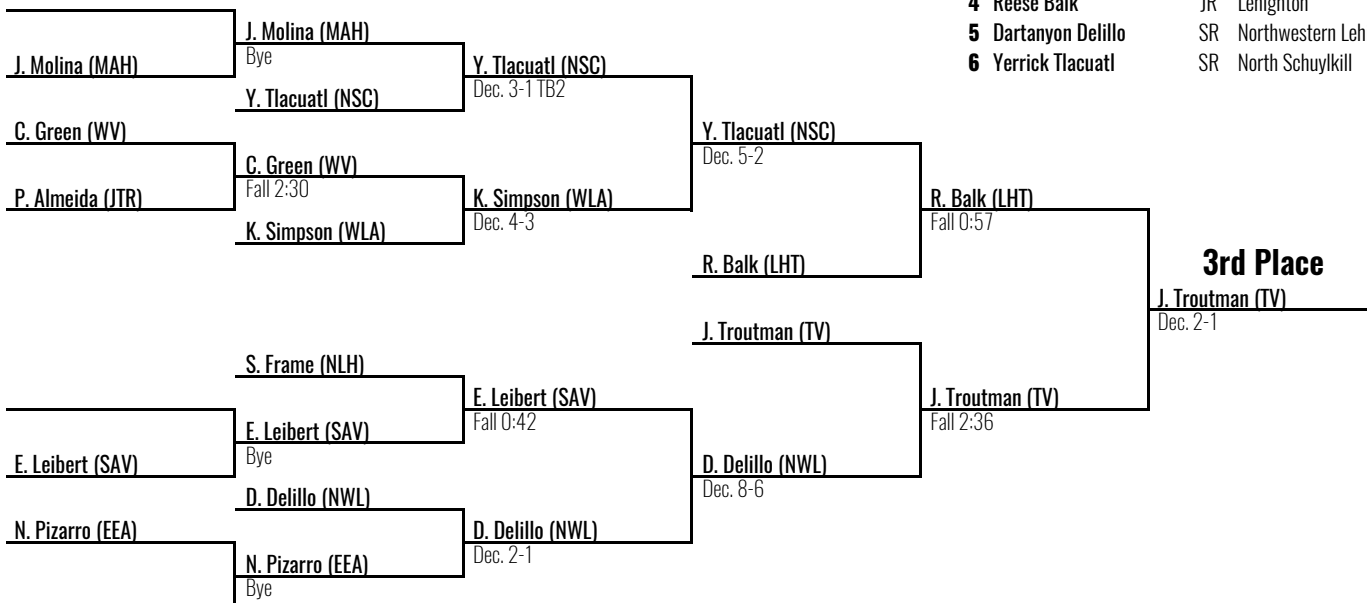 4 Reese Balk JR Lehighton
5 Dartanyon Delillo SR Northwestern Leh
6 Yerrick Tlacuatl SR North Schuylkill
J. Molina (MAH)
J. Molina (MAH)
Bye
Y. Tlacuatl (NSC)
Y. Tlacuatl (NSC)
Dec. 3-1 TB2
C. Green (WV)
P. Almeida (JTR)
C. Green (WV)
Fall 2:30
K. Simpson (WLA)
K. Simpson (WLA)
Dec. 4-3
Y. Tlacuatl (NSC)
Dec. 5-2
R. Balk (LHT)
R. Balk (LHT)
Fall 0:57
3rd Place
J. Troutman (TV)
Dec. 2-1
J. Troutman (TV)
J. Troutman (TV)
Fall 2:36
S. Frame (NLH)
E. Leibert (SAV)
E. Leibert (SAV)
Bye
E. Leibert (SAV)
Fall 0:42
D. Delillo (NWL)
Dec. 8-6
D. Delillo (NWL)
N. Pizarro (EEA)
N. Pizarro (EEA)
Bye
D. Delillo (NWL)
Dec. 2-1